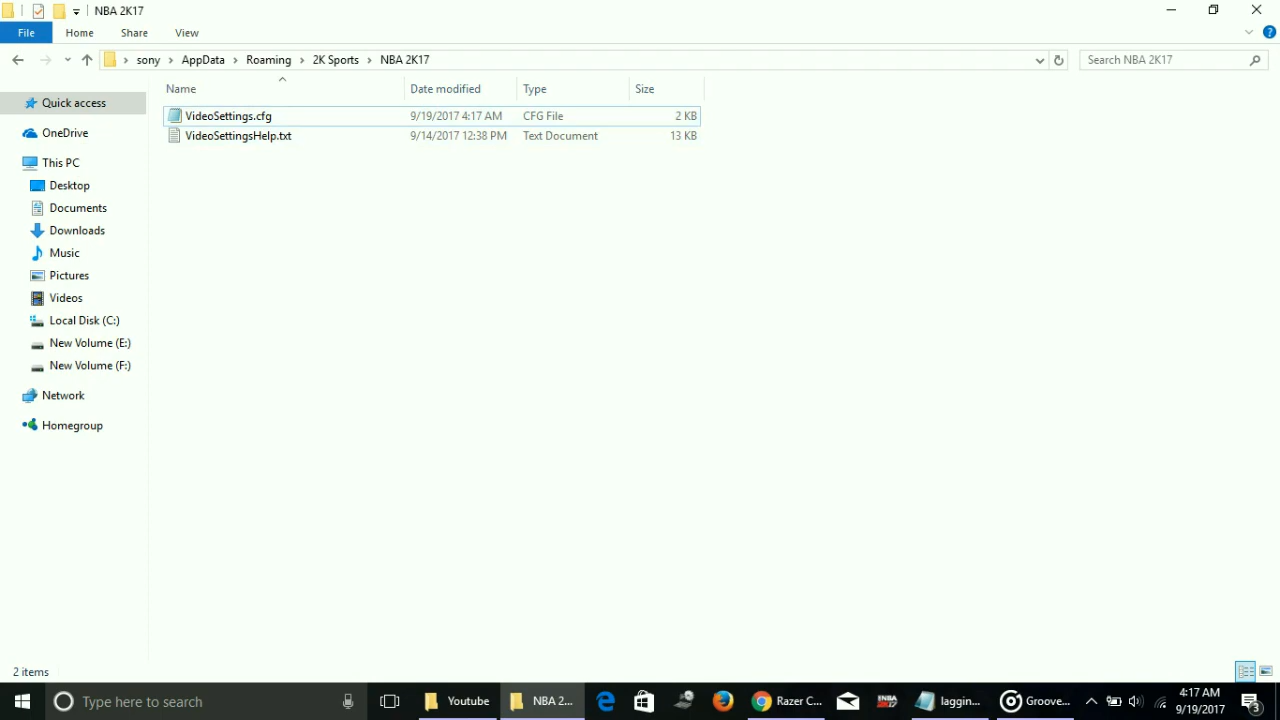 NBA 2K17
File Home Share View
sony AppData Roaming 2K Sports NBA 2K17 Search NBA 2K17
Name Date modified Type Size
Quick access
VideoSettings.cfg 9/19/2017 4:17 AM CFG File 2 KB
VideoSettingsHelp.txt 9/14/2017 12:38 PM Text Document 13 KB
OneDrive
This PC
Desktop
Documents
Downloads
Music
Pictures
Videos
Local Disk (C:)
New Volume (E:)
New Volume (F:)
Network
Homegroup
2 items
Type here to search Youtube NBA 2... Razer C... laggin... Groove... 4:17 AM
9/19/2017 3